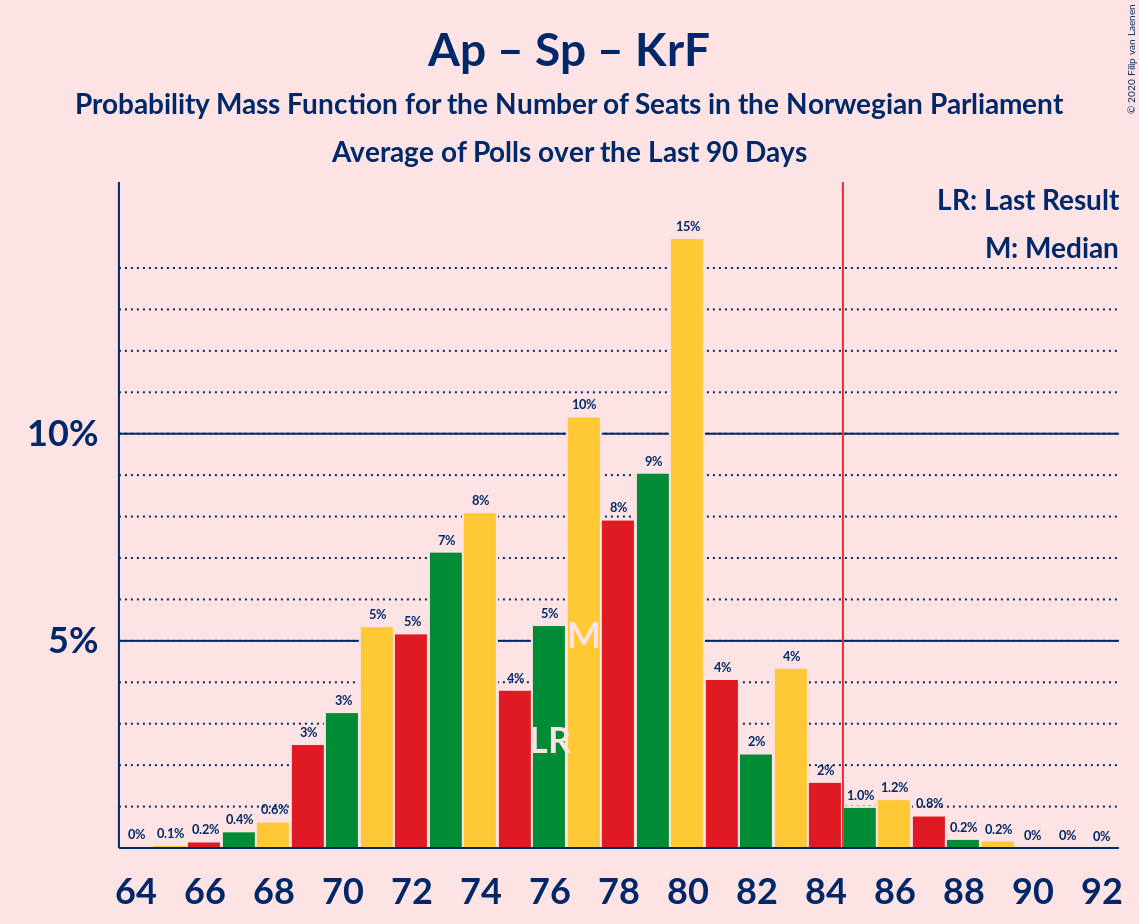 © 2020 Filip van Laenen
Ap – Sp – KrF
Probability Mass Function for the Number of Seats in the Norwegian Parliament
Average of Polls over the Last 90 Days
LR: Last Result
M: Median
10%
5%
0% 0.1% 0.2% 0.4% 0.6% 3% 3% 5% 5% 7% 8% 4% 5% 10% 8% 9% 15% 4% 2% 4% 2% 1.0% 1.2% 0.8% 0.2% 0.2% 0% 0% 0%
M
LR
64 66 68 70 72 74 76 78 80 82 84 86 88 90 92